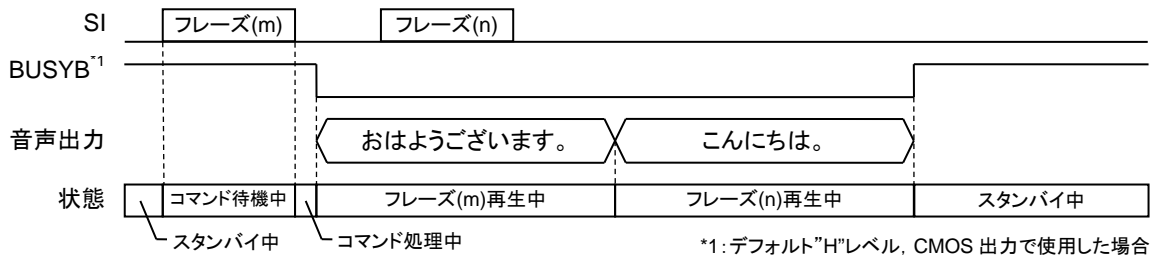 SI フレーズ(m) フレーズ(n)
BUSYB*1
音声出力 おはようございます。 こんにちは。
状態 コマンド待機中 フレーズ(m)再生中 フレーズ(n)再生中 スタンバイ中
スタンバイ中 コマンド処理中
*1:デフォルト”H”レベル, CMOS 出力で使用した場合